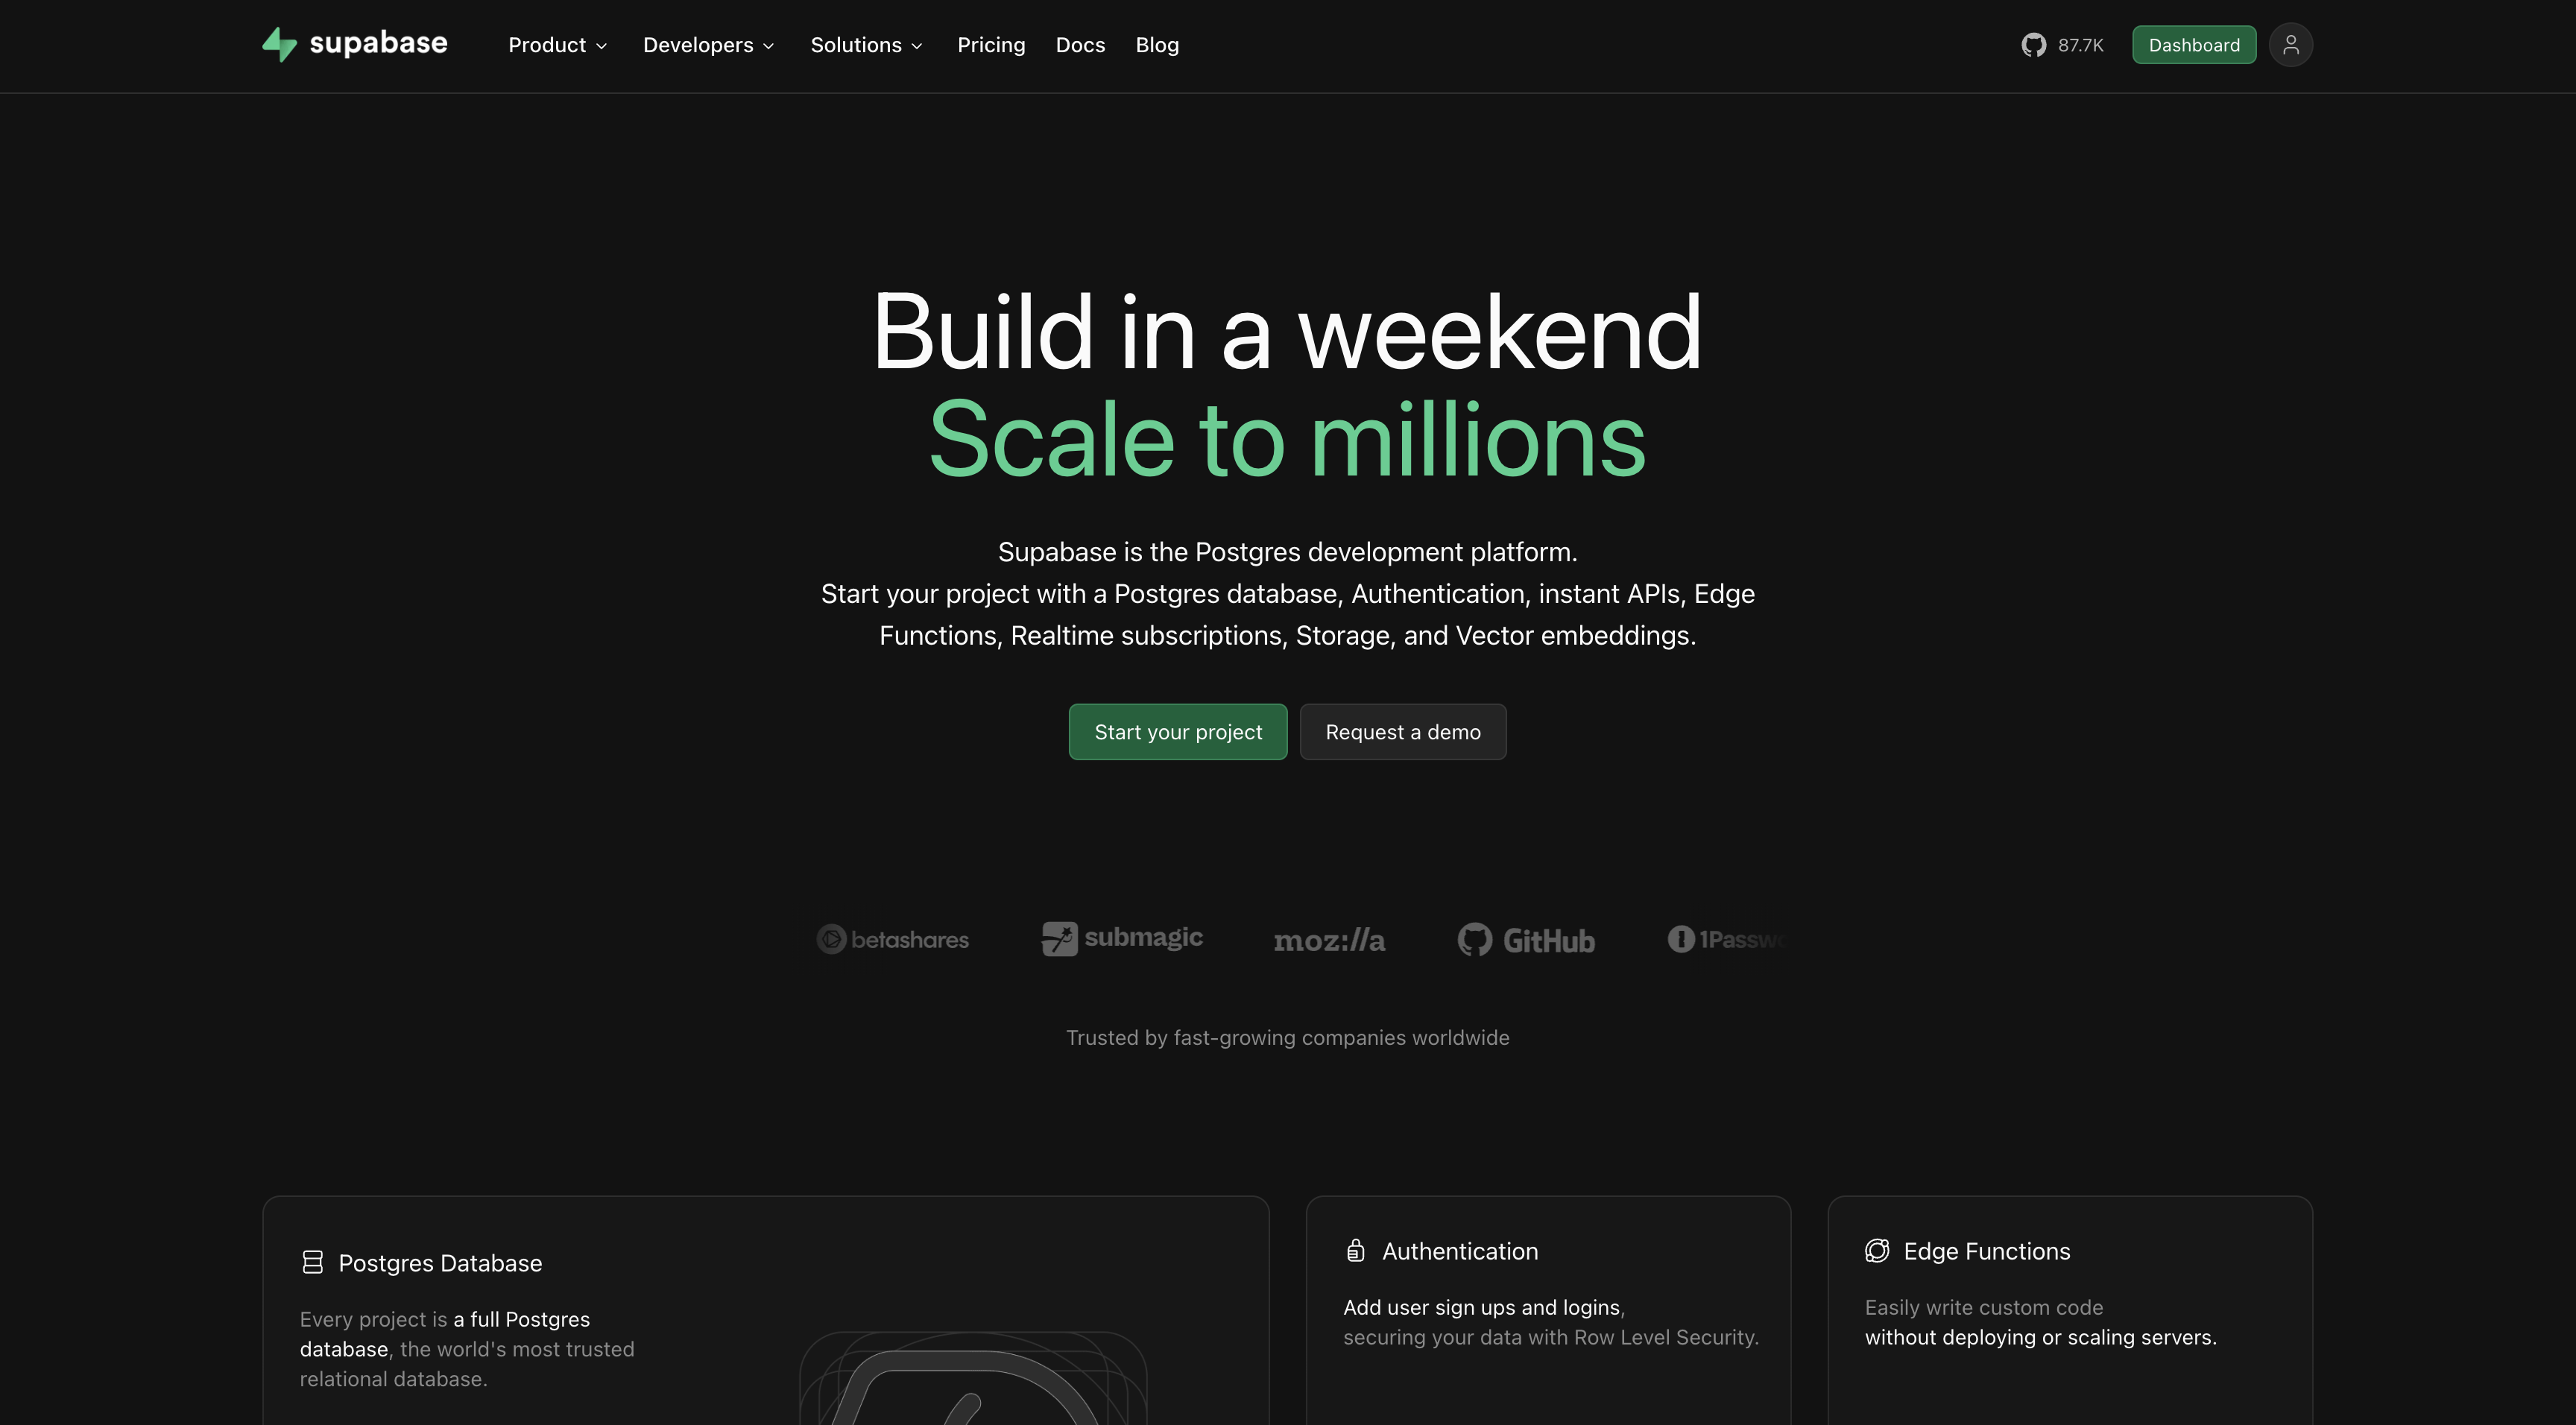 supabase
Product
Developers
Solutions
Pricing
Docs
Blog
87.7K
Dashboard
Build in a weekend
Scale to millions
Supabase is the Postgres development platform.
Start your project with a Postgres database, Authentication, instant APIs, Edge
Functions, Realtime subscriptions, Storage, and Vector embeddings.
Start your project
Request a demo
betashares
submagic
moz://a
GitHub
Trusted by fast-growing companies worldwide
Postgres Database
Every project is a full Postgres
database, the world's most trusted
relational database.
Authentication
Add user sign ups and logins,
securing your data with Row Level Security.
Edge Functions
Easily write custom code
without deploying or scaling servers.